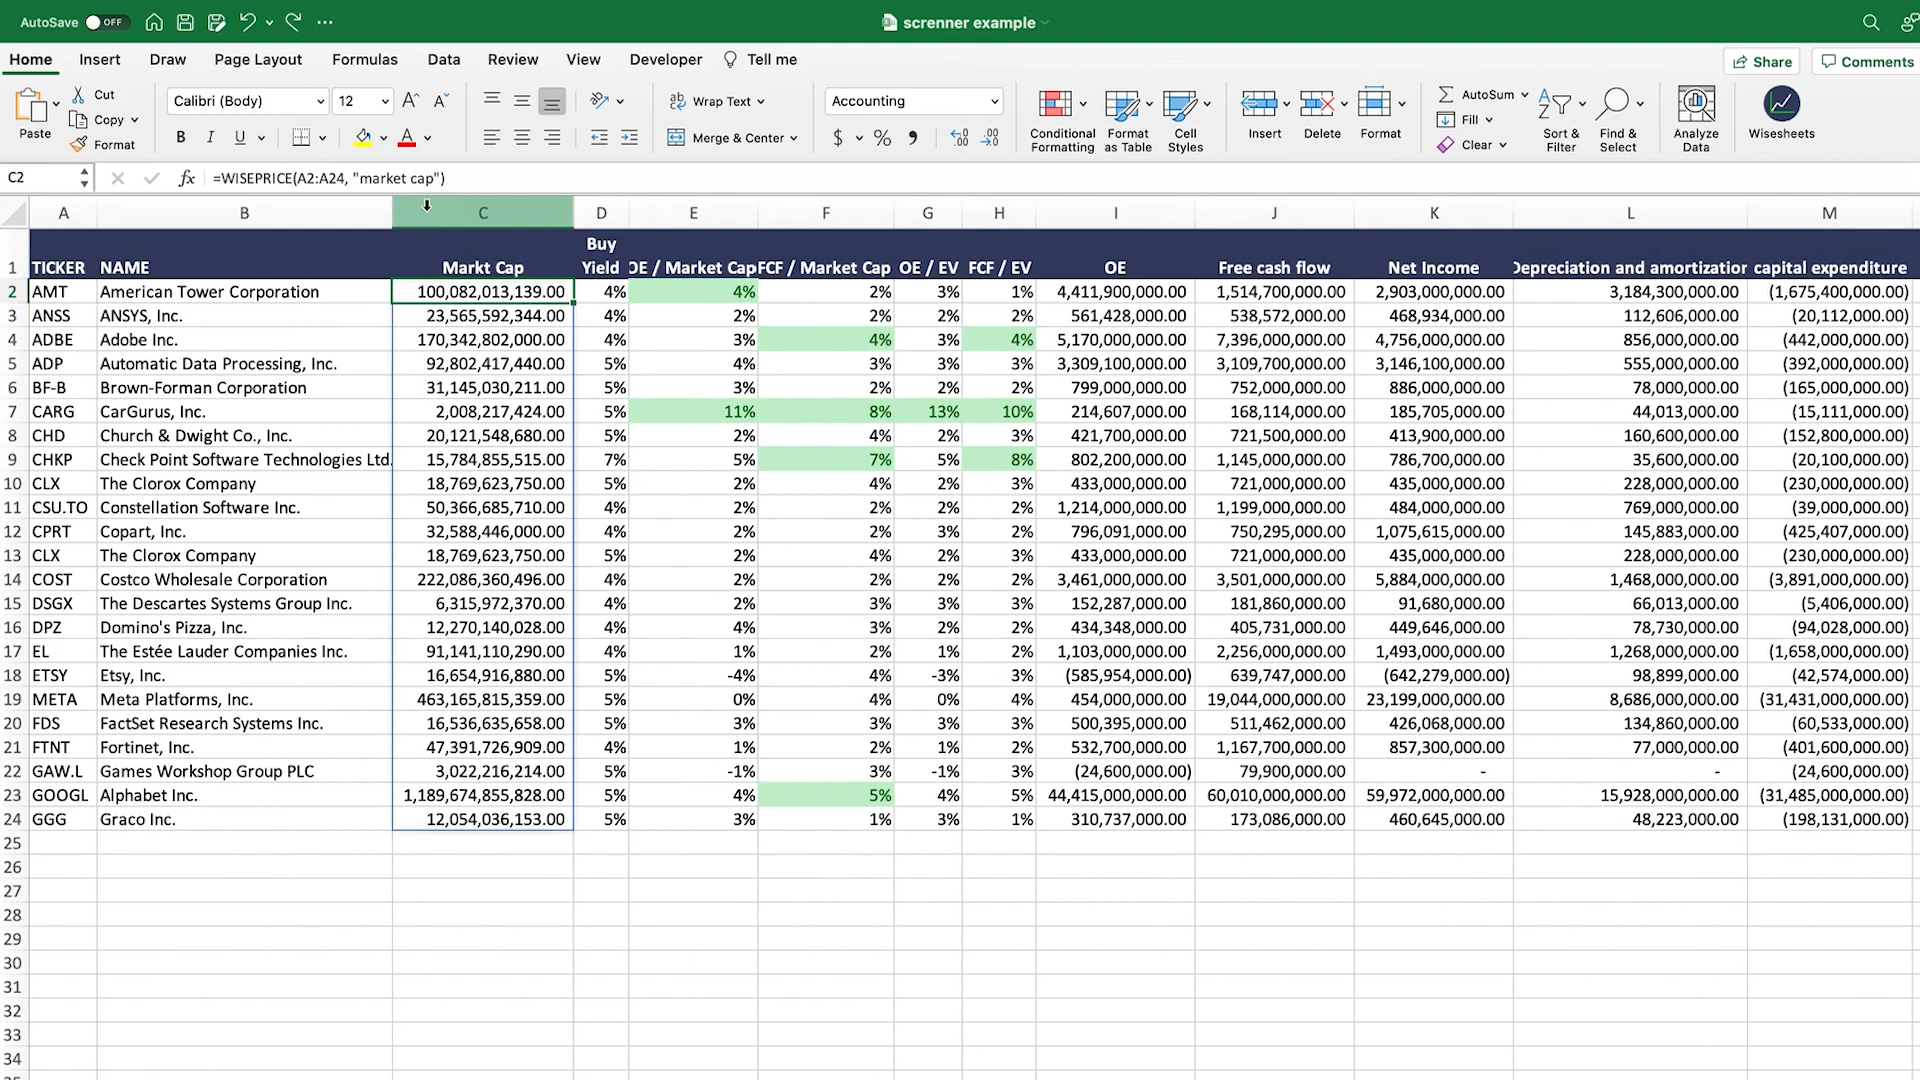 AutoSave OFF screnner example
Home Insert Draw Page Layout Formulas Data Review View Developer Tell me Share Comments
Paste Cut Copy Format Calibri (Body) 12 B I U Wrap Text Merge & Center Accounting $ % Conditional Formatting Format as Table Cell Styles Insert Delete Format AutoSum Fill Clear Sort & Filter Find & Select Analyze Data Wisesheets
C2 fx =WISEPRICE(A2:A24, "market cap")
A B C D E F G H I J K L M
1 TICKER NAME Markt Cap Buy Yield OE / Market Cap FCF / Market Cap OE / EV FCF / EV OE Free cash flow Net Income Depreciation and amortization capital expenditure
2 AMT American Tower Corporation 100,082,013,139.00 4% 4% 2% 3% 1% 4,411,900,000.00 1,514,700,000.00 2,903,000,000.00 3,184,300,000.00 (1,675,400,000.00)
3 ANSS ANSYS, Inc. 23,565,592,344.00 4% 2% 2% 2% 2% 561,428,000.00 538,572,000.00 468,934,000.00 112,606,000.00 (20,112,000.00)
4 ADBE Adobe Inc. 170,342,802,000.00 4% 3% 4% 3% 4% 5,170,000,000.00 7,396,000,000.00 4,756,000,000.00 856,000,000.00 (442,000,000.00)
5 ADP Automatic Data Processing, Inc. 92,802,417,440.00 5% 4% 3% 3% 3% 3,309,100,000.00 3,109,700,000.00 3,146,100,000.00 555,000,000.00 (392,000,000.00)
6 BF-B Brown-Forman Corporation 31,145,030,211.00 5% 3% 2% 2% 2% 799,000,000.00 752,000,000.00 886,000,000.00 78,000,000.00 (165,000,000.00)
7 CARG CarGurus, Inc. 2,008,217,424.00 5% 11% 8% 13% 10% 214,607,000.00 168,114,000.00 185,705,000.00 44,013,000.00 (15,111,000.00)
8 CHD Church & Dwight Co., Inc. 20,121,548,680.00 5% 2% 4% 2% 3% 421,700,000.00 721,500,000.00 413,900,000.00 160,600,000.00 (152,800,000.00)
9 CHKP Check Point Software Technologies Ltd. 15,784,855,515.00 7% 5% 7% 5% 8% 802,200,000.00 1,145,000,000.00 786,700,000.00 35,600,000.00 (20,100,000.00)
10 CLX The Clorox Company 18,769,623,750.00 5% 2% 4% 2% 3% 433,000,000.00 721,000,000.00 435,000,000.00 228,000,000.00 (230,000,000.00)
11 CSU.TO Constellation Software Inc. 50,366,685,710.00 4% 2% 2% 2% 2% 1,214,000,000.00 1,199,000,000.00 484,000,000.00 769,000,000.00 (39,000,000.00)
12 CPRT Copart, Inc. 32,588,446,000.00 4% 2% 2% 3% 2% 796,091,000.00 750,295,000.00 1,075,615,000.00 145,883,000.00 (425,407,000.00)
13 CLX The Clorox Company 18,769,623,750.00 5% 2% 4% 2% 3% 433,000,000.00 721,000,000.00 435,000,000.00 228,000,000.00 (230,000,000.00)
14 COST Costco Wholesale Corporation 222,086,360,496.00 4% 2% 2% 2% 2% 3,461,000,000.00 3,501,000,000.00 5,884,000,000.00 1,468,000,000.00 (3,891,000,000.00)
15 DSGX The Descartes Systems Group Inc. 6,315,972,370.00 4% 2% 3% 3% 3% 152,287,000.00 181,860,000.00 91,680,000.00 66,013,000.00 (5,406,000.00)
16 DPZ Domino's Pizza, Inc. 12,270,140,028.00 4% 4% 3% 2% 2% 434,348,000.00 405,731,000.00 449,646,000.00 78,730,000.00 (94,028,000.00)
17 EL The Estée Lauder Companies Inc. 91,141,110,290.00 4% 1% 2% 1% 2% 1,103,000,000.00 2,256,000,000.00 1,493,000,000.00 1,268,000,000.00 (1,658,000,000.00)
18 ETSY Etsy, Inc. 16,654,916,880.00 5% -4% 4% -3% 3% (585,954,000.00) 639,747,000.00 (642,279,000.00) 98,899,000.00 (42,574,000.00)
19 META Meta Platforms, Inc. 463,165,815,359.00 5% 0% 4% 0% 4% 454,000,000.00 19,044,000,000.00 23,199,000,000.00 8,686,000,000.00 (31,431,000,000.00)
20 FDS FactSet Research Systems Inc. 16,536,635,658.00 5% 3% 3% 3% 3% 500,395,000.00 511,462,000.00 426,068,000.00 134,860,000.00 (60,533,000.00)
21 FTNT Fortinet, Inc. 47,391,726,909.00 4% 1% 2% 1% 2% 532,700,000.00 1,167,700,000.00 857,300,000.00 77,000,000.00 (401,600,000.00)
22 GAW.L Games Workshop Group PLC 3,022,216,214.00 5% -1% 3% -1% 3% (24,600,000.00) 79,900,000.00 - - (24,600,000.00)
23 GOOGL Alphabet Inc. 1,189,674,855,828.00 5% 4% 5% 4% 5% 44,415,000,000.00 60,010,000,000.00 59,972,000,000.00 15,928,000,000.00 (31,485,000,000.00)
24 GGG Graco Inc. 12,054,036,153.00 5% 3% 1% 3% 1% 310,737,000.00 173,086,000.00 460,645,000.00 48,223,000.00 (198,131,000.00)
25
26
27
28
29
30
31
32
33
34